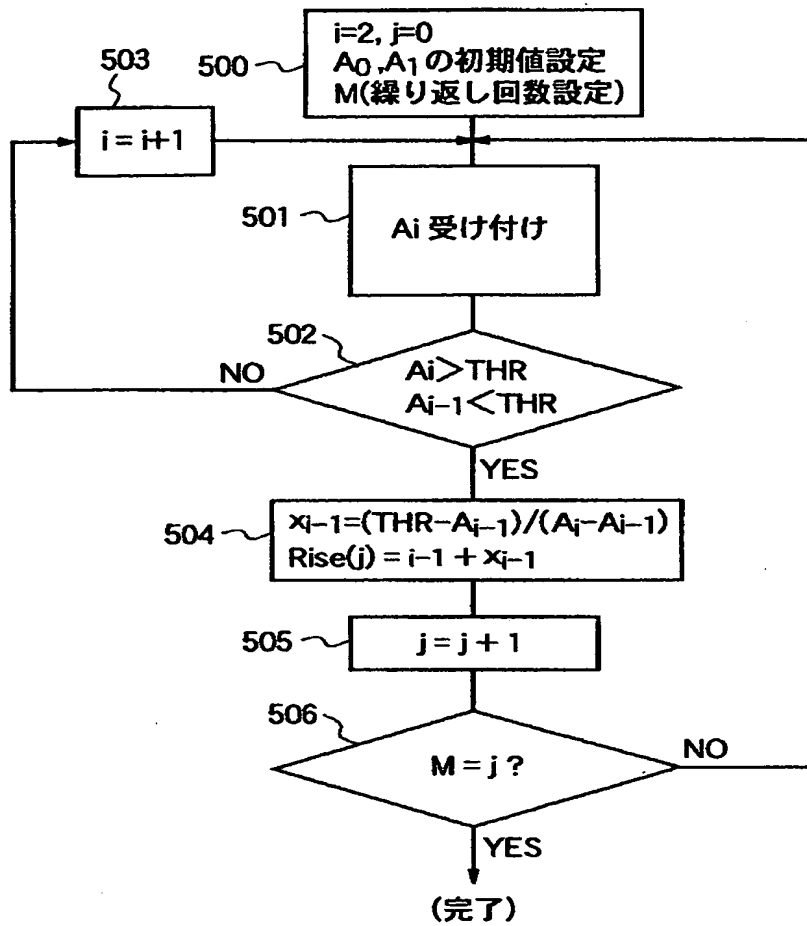 500
i=2, j=0
A0,A1の初期値設定
M(繰り返し回数設定)
503
i = i+1
501
Ai 受け付け
502
Ai>THR
Ai-1<THR
NO
YES
504
xi-1=(THR-Ai-1)/(Ai-Ai-1)
Rise(j) = i-1 + xi-1
505
j = j + 1
506
M = j ?
NO
YES
(完了)